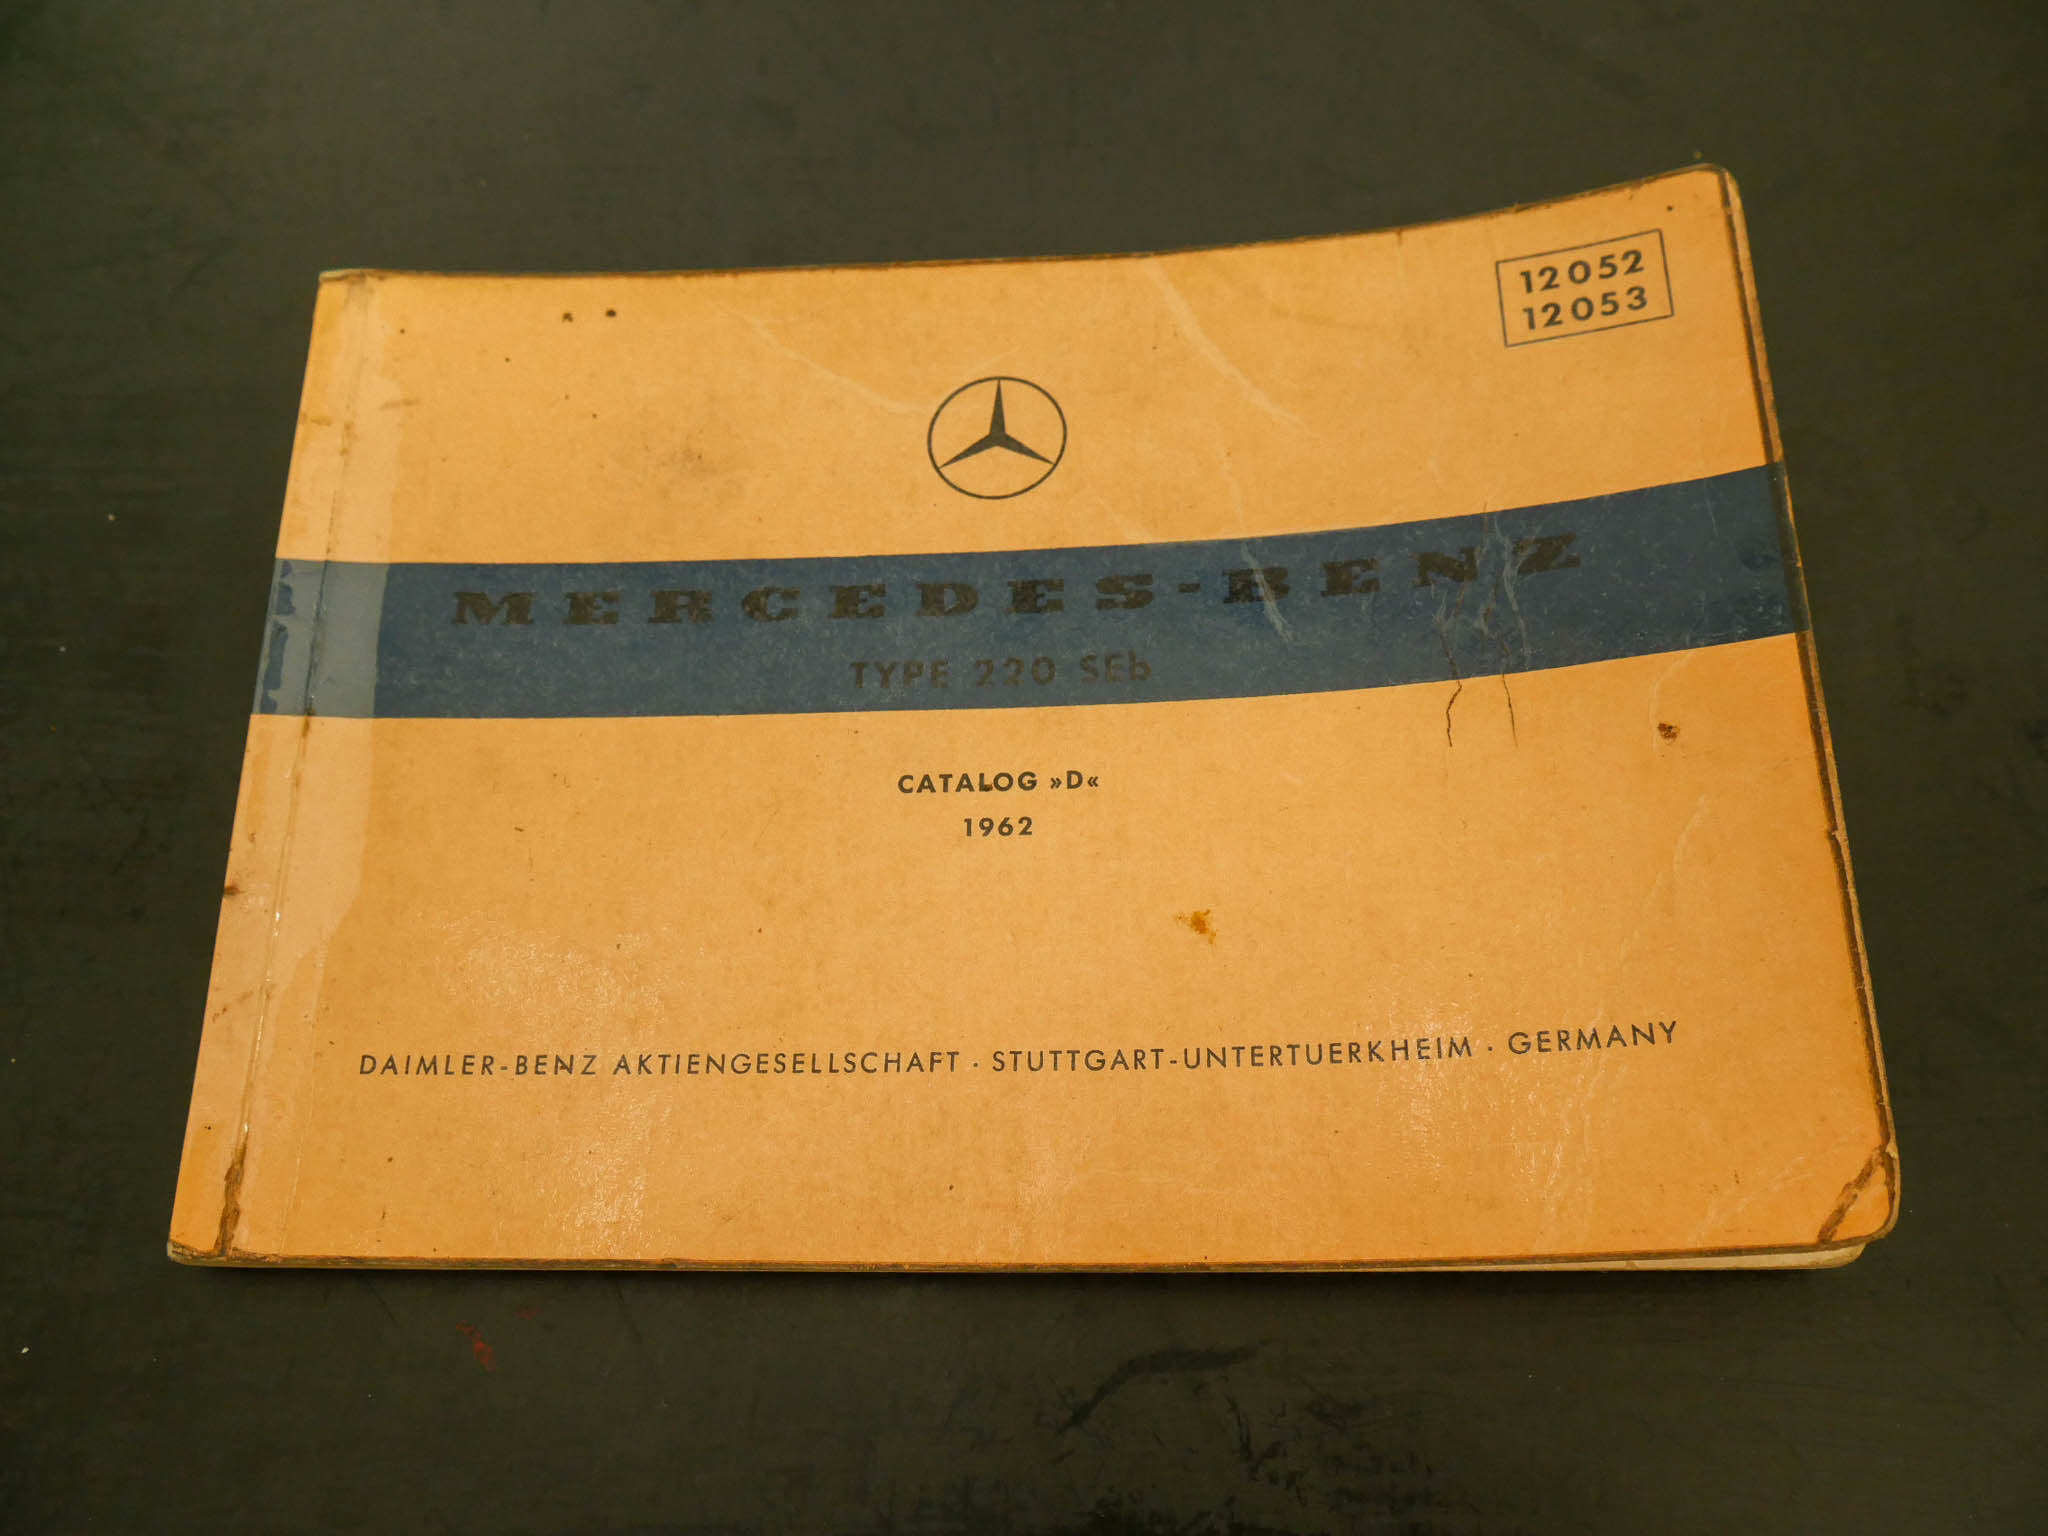 12052
12053
MERCEDES-BENZ
TYPE 220 SEb
CATALOG »D«
1962
DAIMLER-BENZ AKTIENGESELLSCHAFT · STUTTGART-UNTERTUERKHEIM · GERMANY